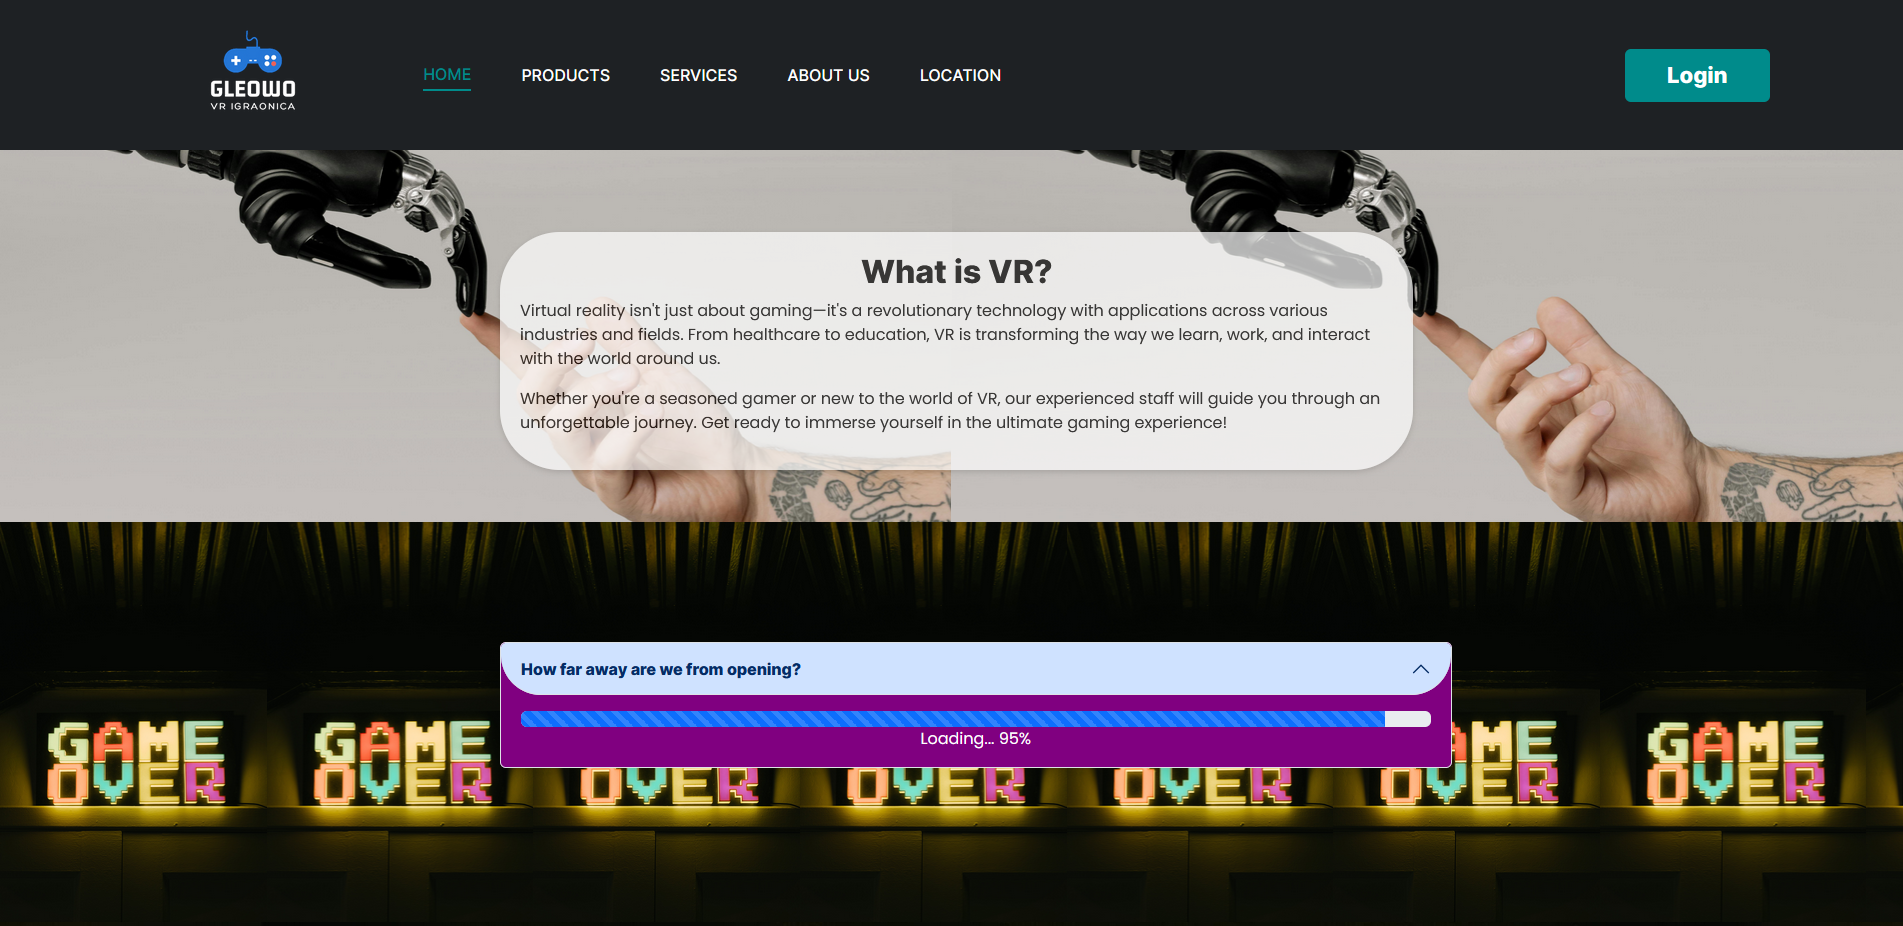 GLEOWO
VR IGRAONICA
HOME
PRODUCTS
SERVICES
ABOUT US
LOCATION
Login
What is VR?
Virtual reality isn't just about gaming—it's a revolutionary technology with applications across various
industries and fields. From healthcare to education, VR is transforming the way we learn, work, and interact
with the world around us.
Whether you're a seasoned gamer or new to the world of VR, our experienced staff will guide you through an
unforgettable journey. Get ready to immerse yourself in the ultimate gaming experience!
How far away are we from opening?
Loading... 95%
GAME
OVER
GAME
OVER
OVER
OVER
OVER
GAME
OVER
GAME
OVER